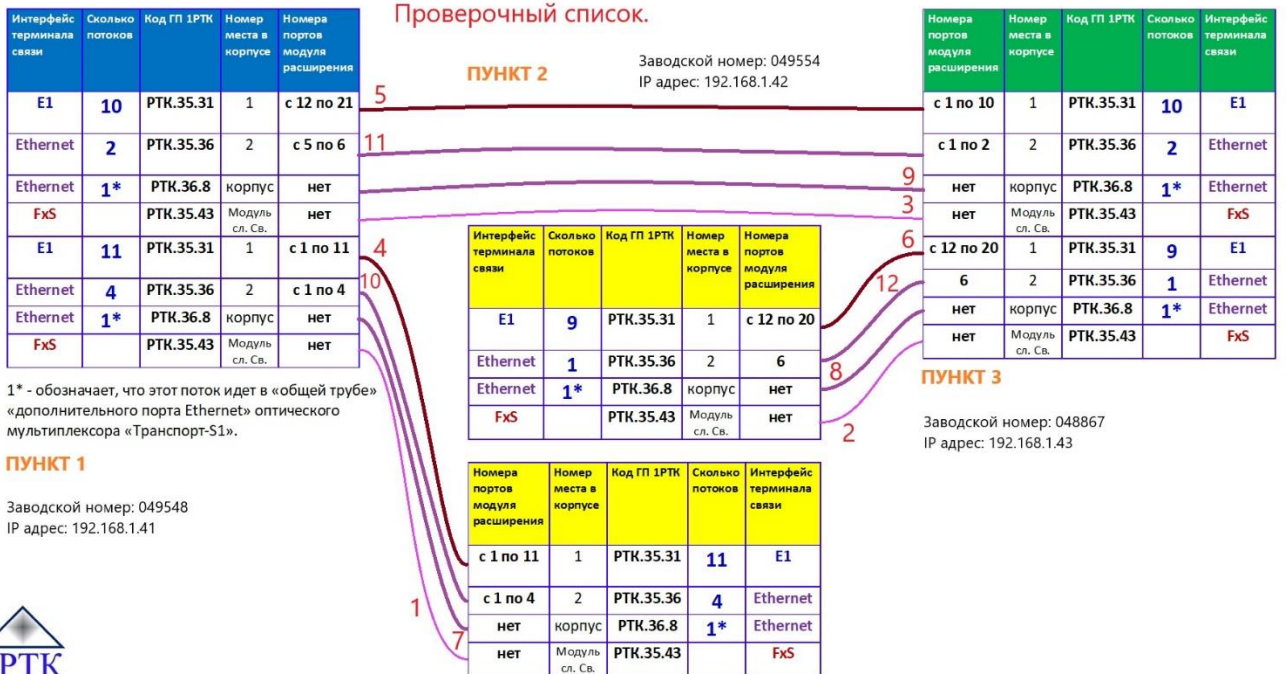 Проверочный список.
Интерфейс терминала связи | Сколько потоков | Код ГП 1РТК | Номер места в корпусе | Номера портов модуля расширения
E1 | 10 | РТК.35.31 | 1 | с 12 по 21
Ethernet | 2 | РТК.35.36 | 2 | с 5 по 6
Ethernet | 1* | РТК.36.8 | корпус | нет
FxS | РТК.35.43 | Модуль сл. Св. | нет
E1 | 11 | РТК.35.31 | 1 | с 1 по 11
Ethernet | 4 | РТК.35.36 | 2 | с 1 по 4
Ethernet | 1* | РТК.36.8 | корпус | нет
FxS | РТК.35.43 | Модуль сл. Св. | нет
1* - обозначает, что этот поток идет в «общей трубе»
«дополнительного порта Ethernet» оптического
мультиплексора «Транспорт-S1».
ПУНКТ 1
Заводской номер: 049548
IP адрес: 192.168.1.41
РТК
ПУНКТ 2
Заводской номер: 049554
IP адрес: 192.168.1.42
5
11
9
3
4
10
6
12
8
2
1
7
Интерфейс терминала связи | Сколько потоков | Код ГП 1РТК | Номер места в корпусе | Номера портов модуля расширения
E1 | 9 | РТК.35.31 | 1 | с 12 по 20
Ethernet | 1 | РТК.35.36 | 2 | 6
Ethernet | 1* | РТК.36.8 | корпус | нет
FxS | РТК.35.43 | Модуль сл. Св. | нет
Номера портов модуля расширения | Номер места в корпусе | Код ГП 1РТК | Сколько потоков | Интерфейс терминала связи
с 1 по 11 | 1 | РТК.35.31 | 11 | E1
с 1 по 4 | 2 | РТК.35.36 | 4 | Ethernet
нет | корпус | РТК.36.8 | 1* | Ethernet
нет | Модуль сл. Св. | РТК.35.43 | FxS
Номера портов модуля расширения | Номер места в корпусе | Код ГП 1РТК | Сколько потоков | Интерфейс терминала связи
с 1 по 10 | 1 | РТК.35.31 | 10 | E1
с 1 по 2 | 2 | РТК.35.36 | 2 | Ethernet
нет | корпус | РТК.36.8 | 1* | Ethernet
нет | Модуль сл. Св. | РТК.35.43 | FxS
с 12 по 20 | 1 | РТК.35.31 | 9 | E1
6 | 2 | РТК.35.36 | 1 | Ethernet
нет | корпус | РТК.36.8 | 1* | Ethernet
нет | Модуль сл. Св. | РТК.35.43 | FxS
ПУНКТ 3
Заводской номер: 048867
IP адрес: 192.168.1.43